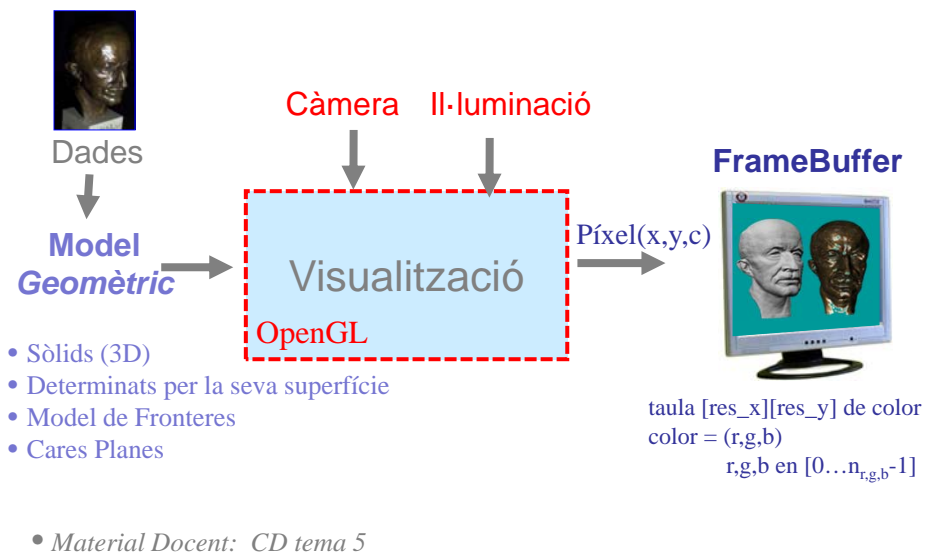 Càmera Il·luminació
Dades
FrameBuffer
Model
Geomètric
Visualització
OpenGL
Píxel(x,y,c)
• Sòlids (3D)
• Determinats per la seva superfície
• Model de Fronteres
• Cares Planes
taula [res_x][res_y] de color
color = (r,g,b)
r,g,b en [0…n_r,g,b-1]
• Material Docent: CD tema 5